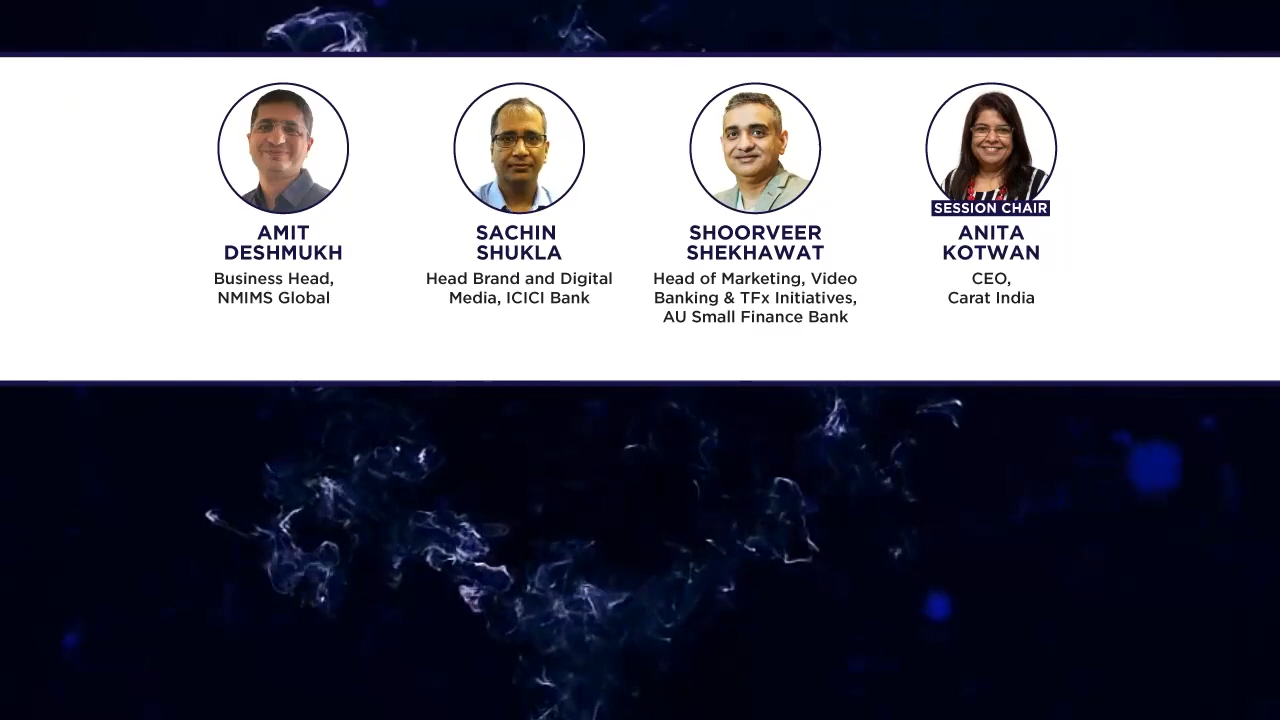 AMIT
DESHMUKH
Business Head,
NMIMS Global
SACHIN
SHUKLA
Head Brand and Digital
Media, ICICI Bank
SHOORVEER
SHEKHAWAT
Head of Marketing, Video
Banking & TFx Initiatives,
AU Small Finance Bank
SESSION CHAIR
ANITA
KOTWAN
CEO,
Carat India